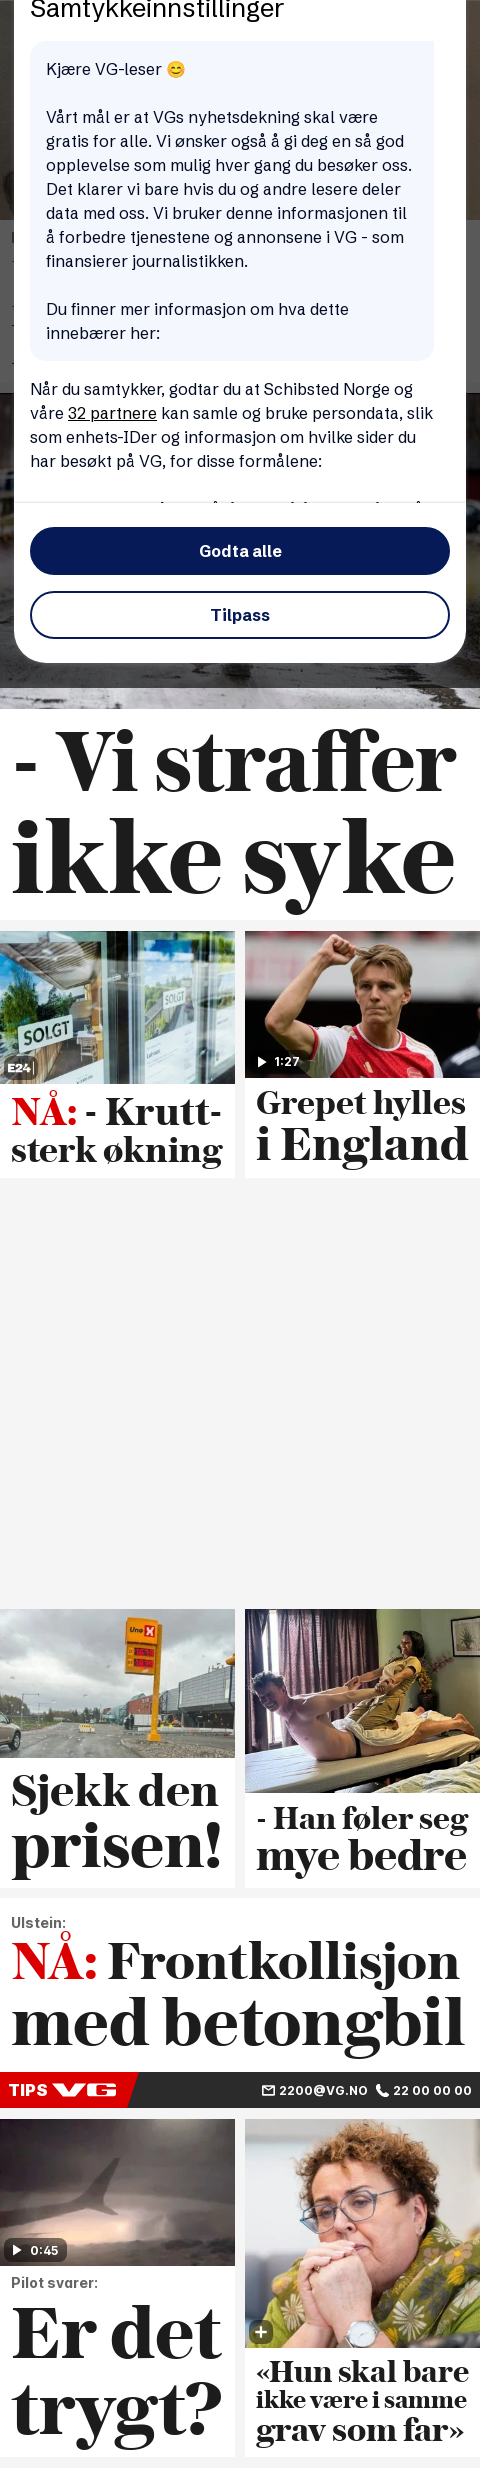 Samtykkeinnstillinger
Kjære VG-leser 😊
Vårt mål er at VGs nyhetsdekning skal være
gratis for alle. Vi ønsker også å gi deg en så god
opplevelse som mulig hver gang du besøker oss.
Det klarer vi bare hvis du og andre lesere deler
data med oss. Vi bruker denne informasjonen til
å forbedre tjenestene og annonsene i VG - som
finansierer journalistikken.
Du finner mer informasjon om hva dette
innebærer her:
Når du samtykker, godtar du at Schibsted Norge og
våre 32 partnere kan samle og bruke persondata, slik
som enhets-IDer og informasjon om hvilke sider du
har besøkt på VG, for disse formålene:
Godta alle
Tilpass
- Vi straffer
ikke syke
SOLGT
SOLGT
E24
NÅ: - Krutt-
sterk økning
1:27
Grepet hylles
i England
Uno X
Sjekk den
prisen!
- Han føler seg
mye bedre
Ulstein:
NÅ: Frontkollisjon
med betongbil
TIPS VG
2200@VG.NO
22 00 00 00
0:45
Pilot svarer:
Er det
trygt?
«Hun skal bare
ikke være i samme
grav som far»